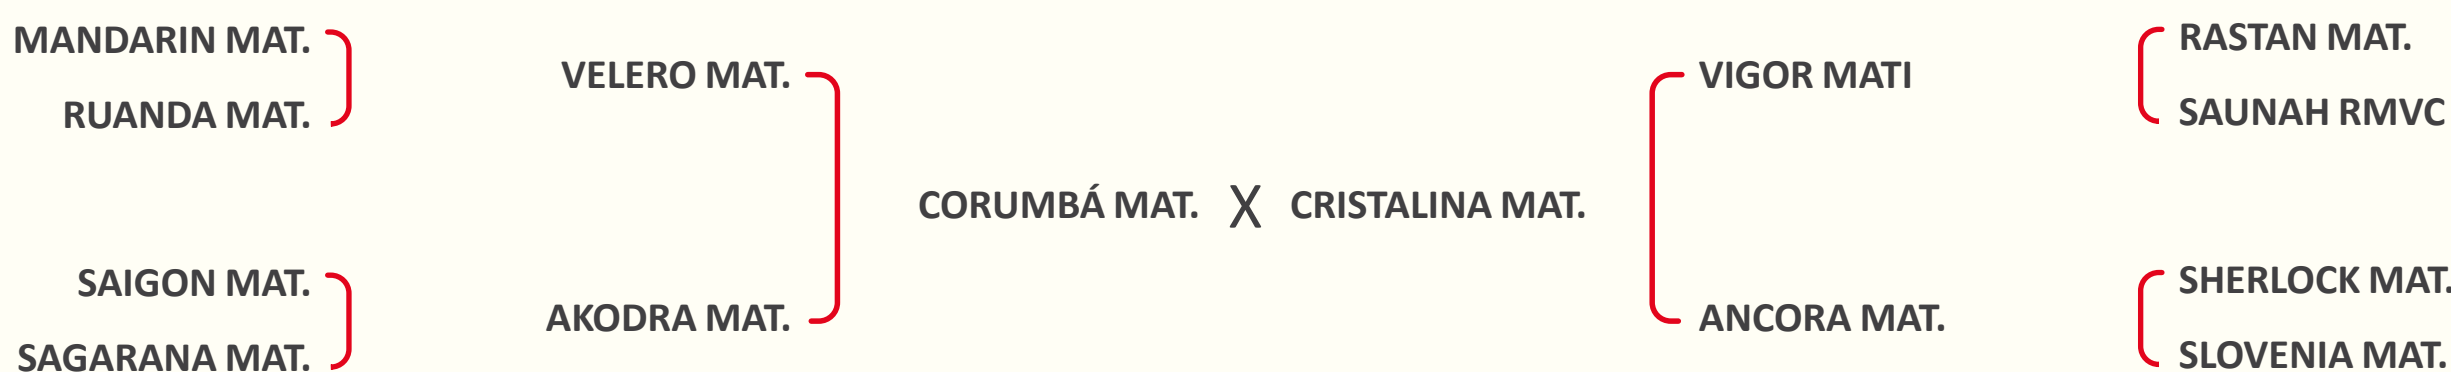 MANDARIN MAT.
RUANDA MAT.
SAIGON MAT.
SAGARANA MAT.
VELERO MAT.
AKODRA MAT.
CORUMBÁ MAT. X CRISTALINA MAT.
VIGOR MATI
ANCORA MAT.
RASTAN MAT.
SAUNAH RMVC
SHERLOCK MAT.
SLOVENIA MAT.